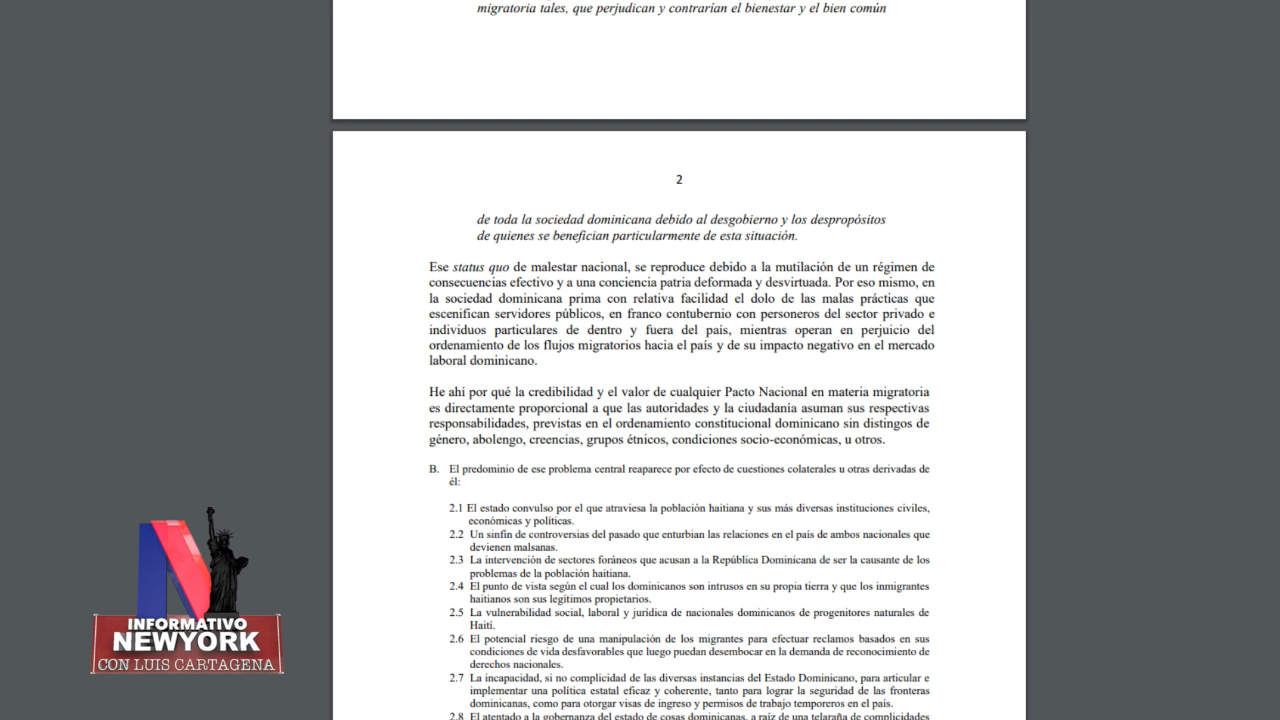 migratoria tales, que perjudican y contrarían el bienestar y el bien común
2
de toda la sociedad dominicana debido al desgobierno y los despropósitos
de quienes se benefician particularmente de esta situación.
Ese status quo de malestar nacional, se reproduce debido a la mutilación de un régimen de
consecuencias efectivo y a una conciencia patria deformada y desvirtuada. Por eso mismo, en
la sociedad dominicana prima con relativa facilidad el dolo de las malas prácticas que
escenifican servidores públicos, en franco contubernio con personeros del sector privado e
individuos particulares de dentro y fuera del país, mientras operan en perjuicio del
ordenamiento de los flujos migratorios hacia el país y de su impacto negativo en el mercado
laboral dominicano.
He ahí por qué la credibilidad y el valor de cualquier Pacto Nacional en materia migratoria
es directamente proporcional a que las autoridades y la ciudadanía asuman sus respectivas
responsabilidades, previstas en el ordenamiento constitucional dominicano sin distingos de
género, abolengo, creencias, grupos étnicos, condiciones socio-económicas, u otros.
B. El predominio de ese problema central reaparece por efecto de cuestiones colaterales u otras derivadas de
él:
2.1 El estado convulso por el que atraviesa la población haitiana y sus más diversas instituciones civiles,
económicas y políticas.
2.2 Un sinfín de controversias del pasado que enturbian las relaciones en el país de ambos nacionales que
devienen malsanas.
2.3 La intervención de sectores foráneos que acusan a la República Dominicana de ser la causante de los
problemas de la población haitiana.
2.4 El punto de vista según el cual los dominicanos son intrusos en su propia tierra y que los inmigrantes
haitianos son sus legítimos propietarios.
2.5 La vulnerabilidad social, laboral y jurídica de nacionales dominicanos de progenitores naturales de
Haití.
2.6 El potencial riesgo de una manipulación de los migrantes para efectuar reclamos basados en sus
condiciones de vida desfavorables que luego puedan desembocar en la demanda de reconocimiento de
derechos nacionales.
2.7 La incapacidad, si no complicidad de las diversas instancias del Estado Dominicano, para articular e
implementar una política estatal eficaz y coherente, tanto para lograr la seguridad de las fronteras
dominicanas, como para otorgar visas de ingreso y permisos de trabajo temporeros en el país.
2.8 El atentado a la gobernanza del estado de cosas dominicanas, a raíz de una telaraña de complicidades
INFORMATIVO
NEWYORK
CON LUIS CARTAGENA